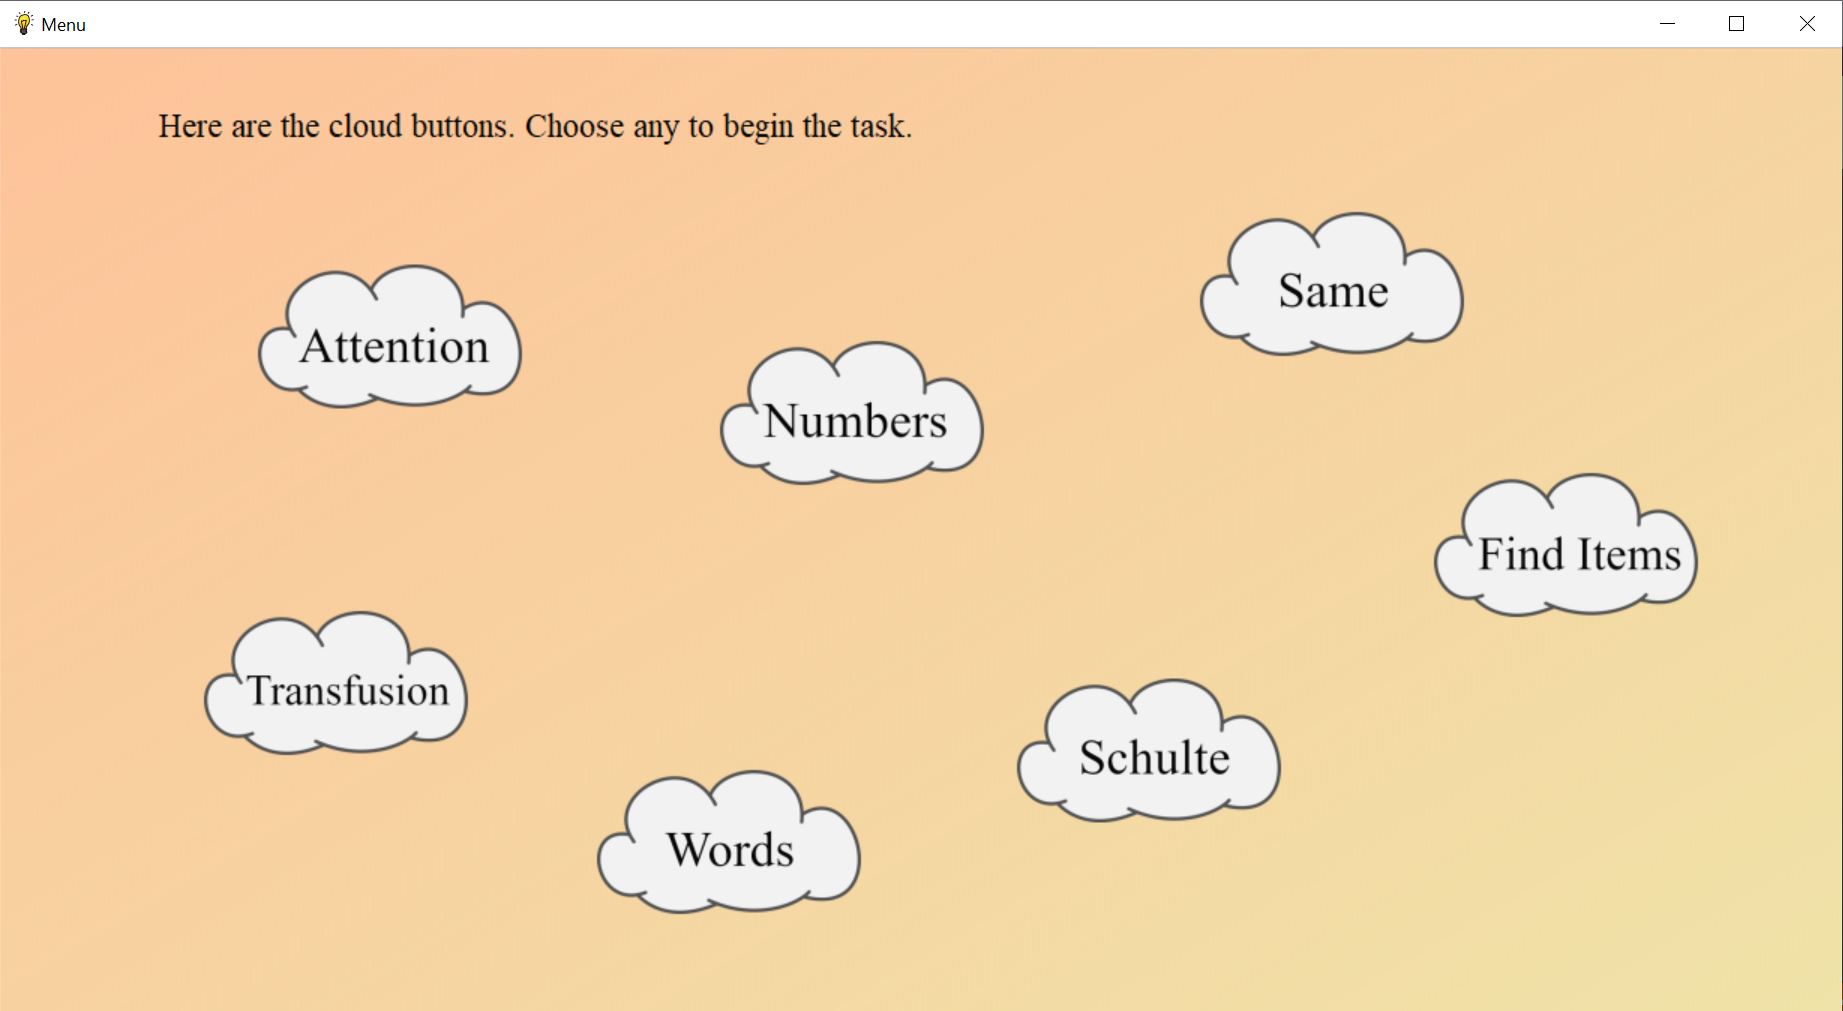 Menu
Here are the cloud buttons. Choose any to begin the task.
Same
Attention
Numbers
Find Items
Transfusion
Schulte
Words